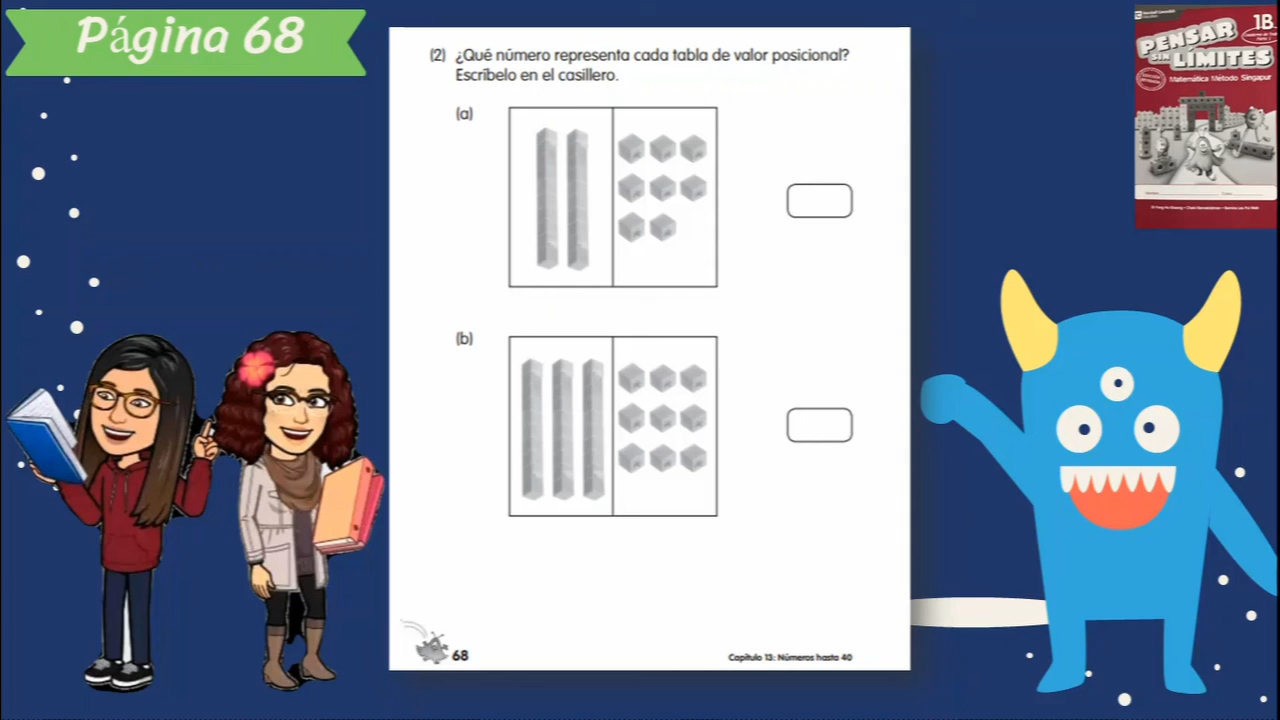 Página 68
(2) ¿Qué número representa cada tabla de valor posicional?
Escríbelo en el casillero.
(a)
(b)
68
Capítulo 13: Números hasta 40
1B
PENSAR
SIN LÍMITES
Matemática Método Singapur